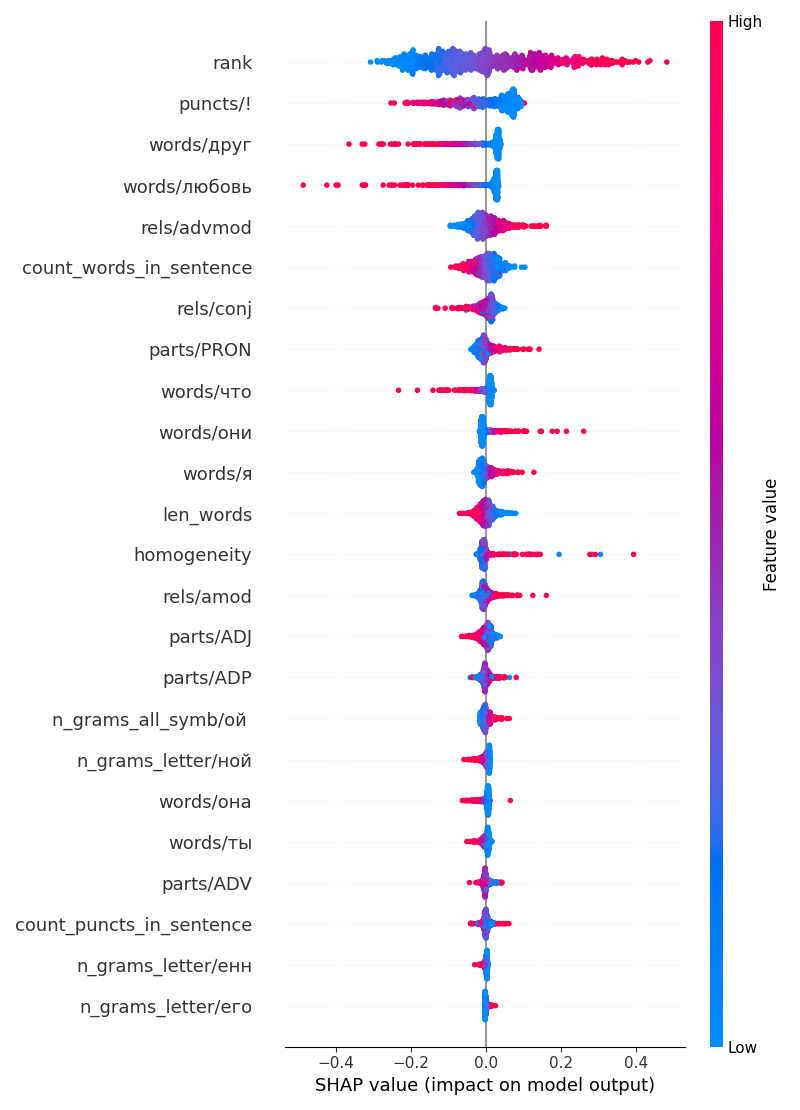 High
rank
puncts/!
words/друг
words/любовь
rels/advmod
count_words_in_sentence
rels/conj
parts/PRON
words/что
words/они
words/я
len_words
homogeneity
rels/amod
parts/ADJ
parts/ADP
n_grams_all_symb/ой
n_grams_letter/ной
words/она
words/ты
parts/ADV
count_puncts_in_sentence
n_grams_letter/енн
n_grams_letter/его
Feature value
Low
−0.4 −0.2 0.0 0.2 0.4
SHAP value (impact on model output)